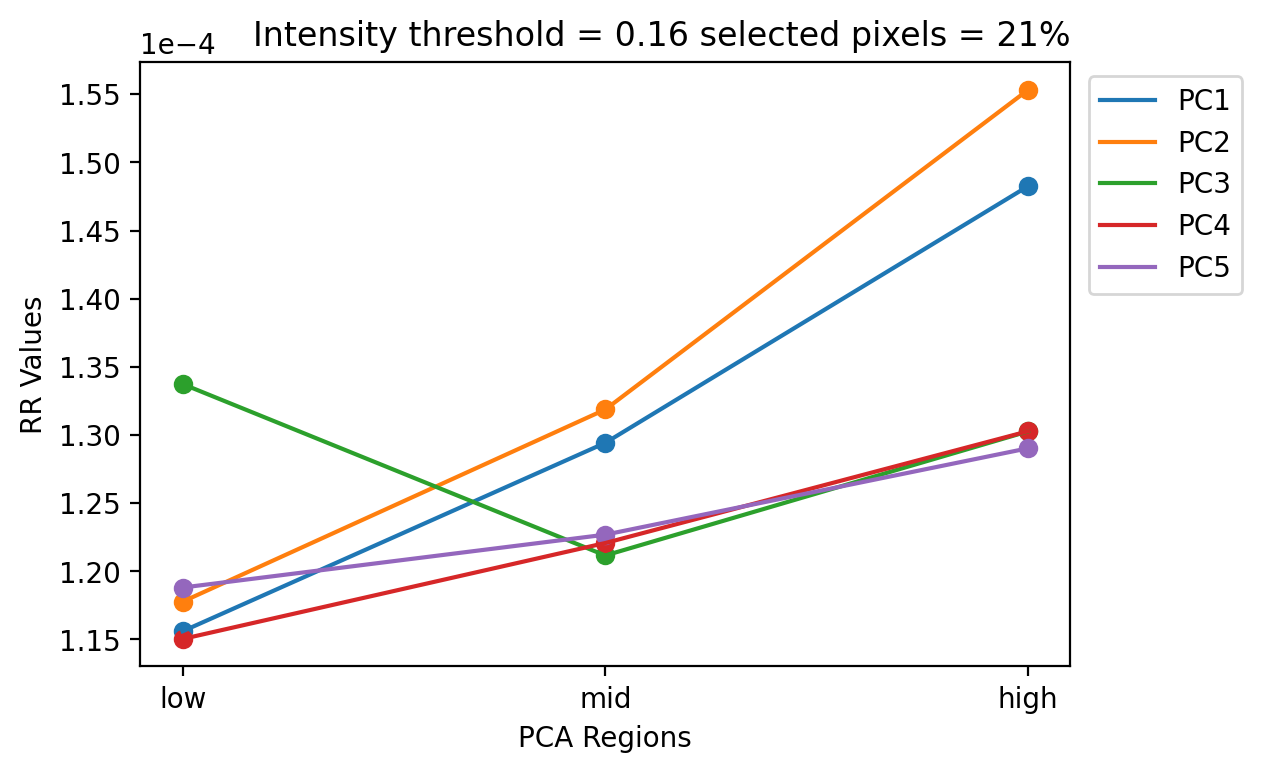 1e−4
Intensity threshold = 0.16 selected pixels = 21%
1.55
1.50
1.45
1.40
1.35
1.30
1.25
1.20
1.15
RR Values
low
mid
high
PCA Regions
PC1
PC2
PC3
PC4
PC5